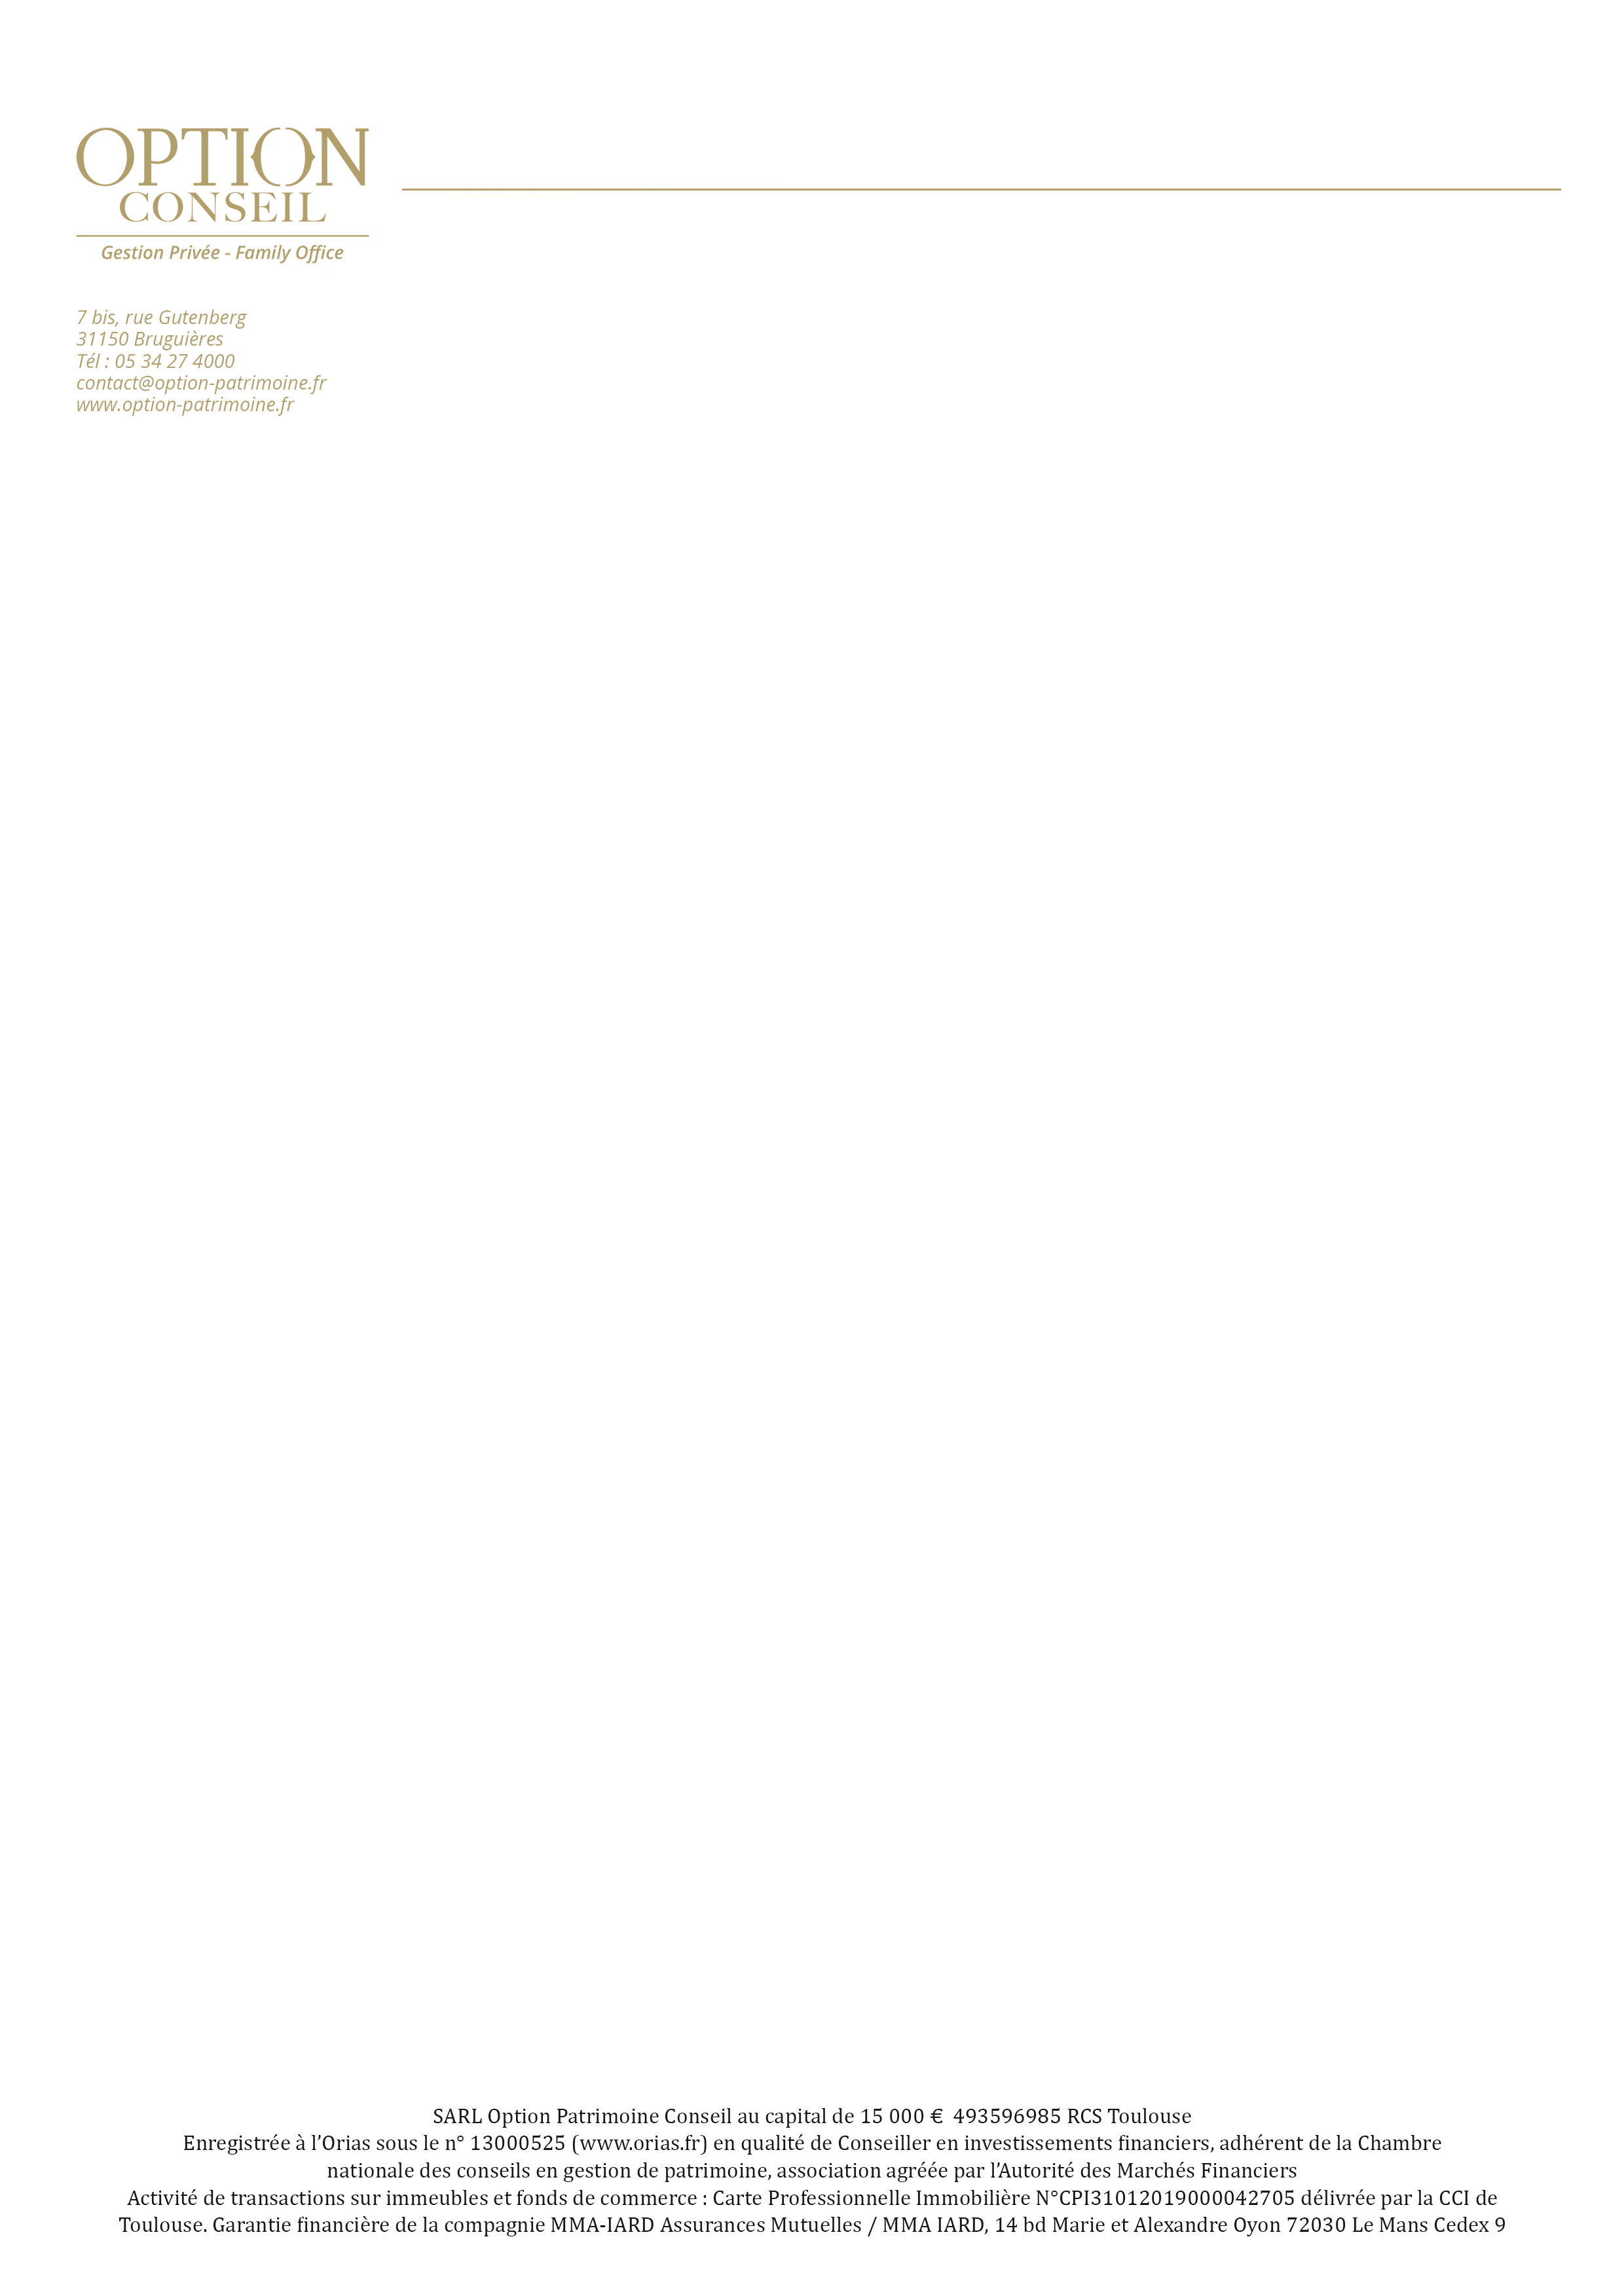 OPTION
CONSEIL
Gestion Privée - Family Office
7 bis, rue Gutenberg
31150 Bruguières
Tél : 05 34 27 4000
contact@option-patrimoine.fr
www.option-patrimoine.fr
SARL Option Patrimoine Conseil au capital de 15 000 €  493596985 RCS Toulouse
Enregistrée à l’Orias sous le n° 13000525 (www.orias.fr) en qualité de Conseiller en investissements financiers, adhérent de la Chambre
nationale des conseils en gestion de patrimoine, association agréée par l’Autorité des Marchés Financiers
Activité de transactions sur immeubles et fonds de commerce : Carte Professionnelle Immobilière N°CPI31012019000042705 délivrée par la CCI de
Toulouse. Garantie financière de la compagnie MMA-IARD Assurances Mutuelles / MMA IARD, 14 bd Marie et Alexandre Oyon 72030 Le Mans Cedex 9